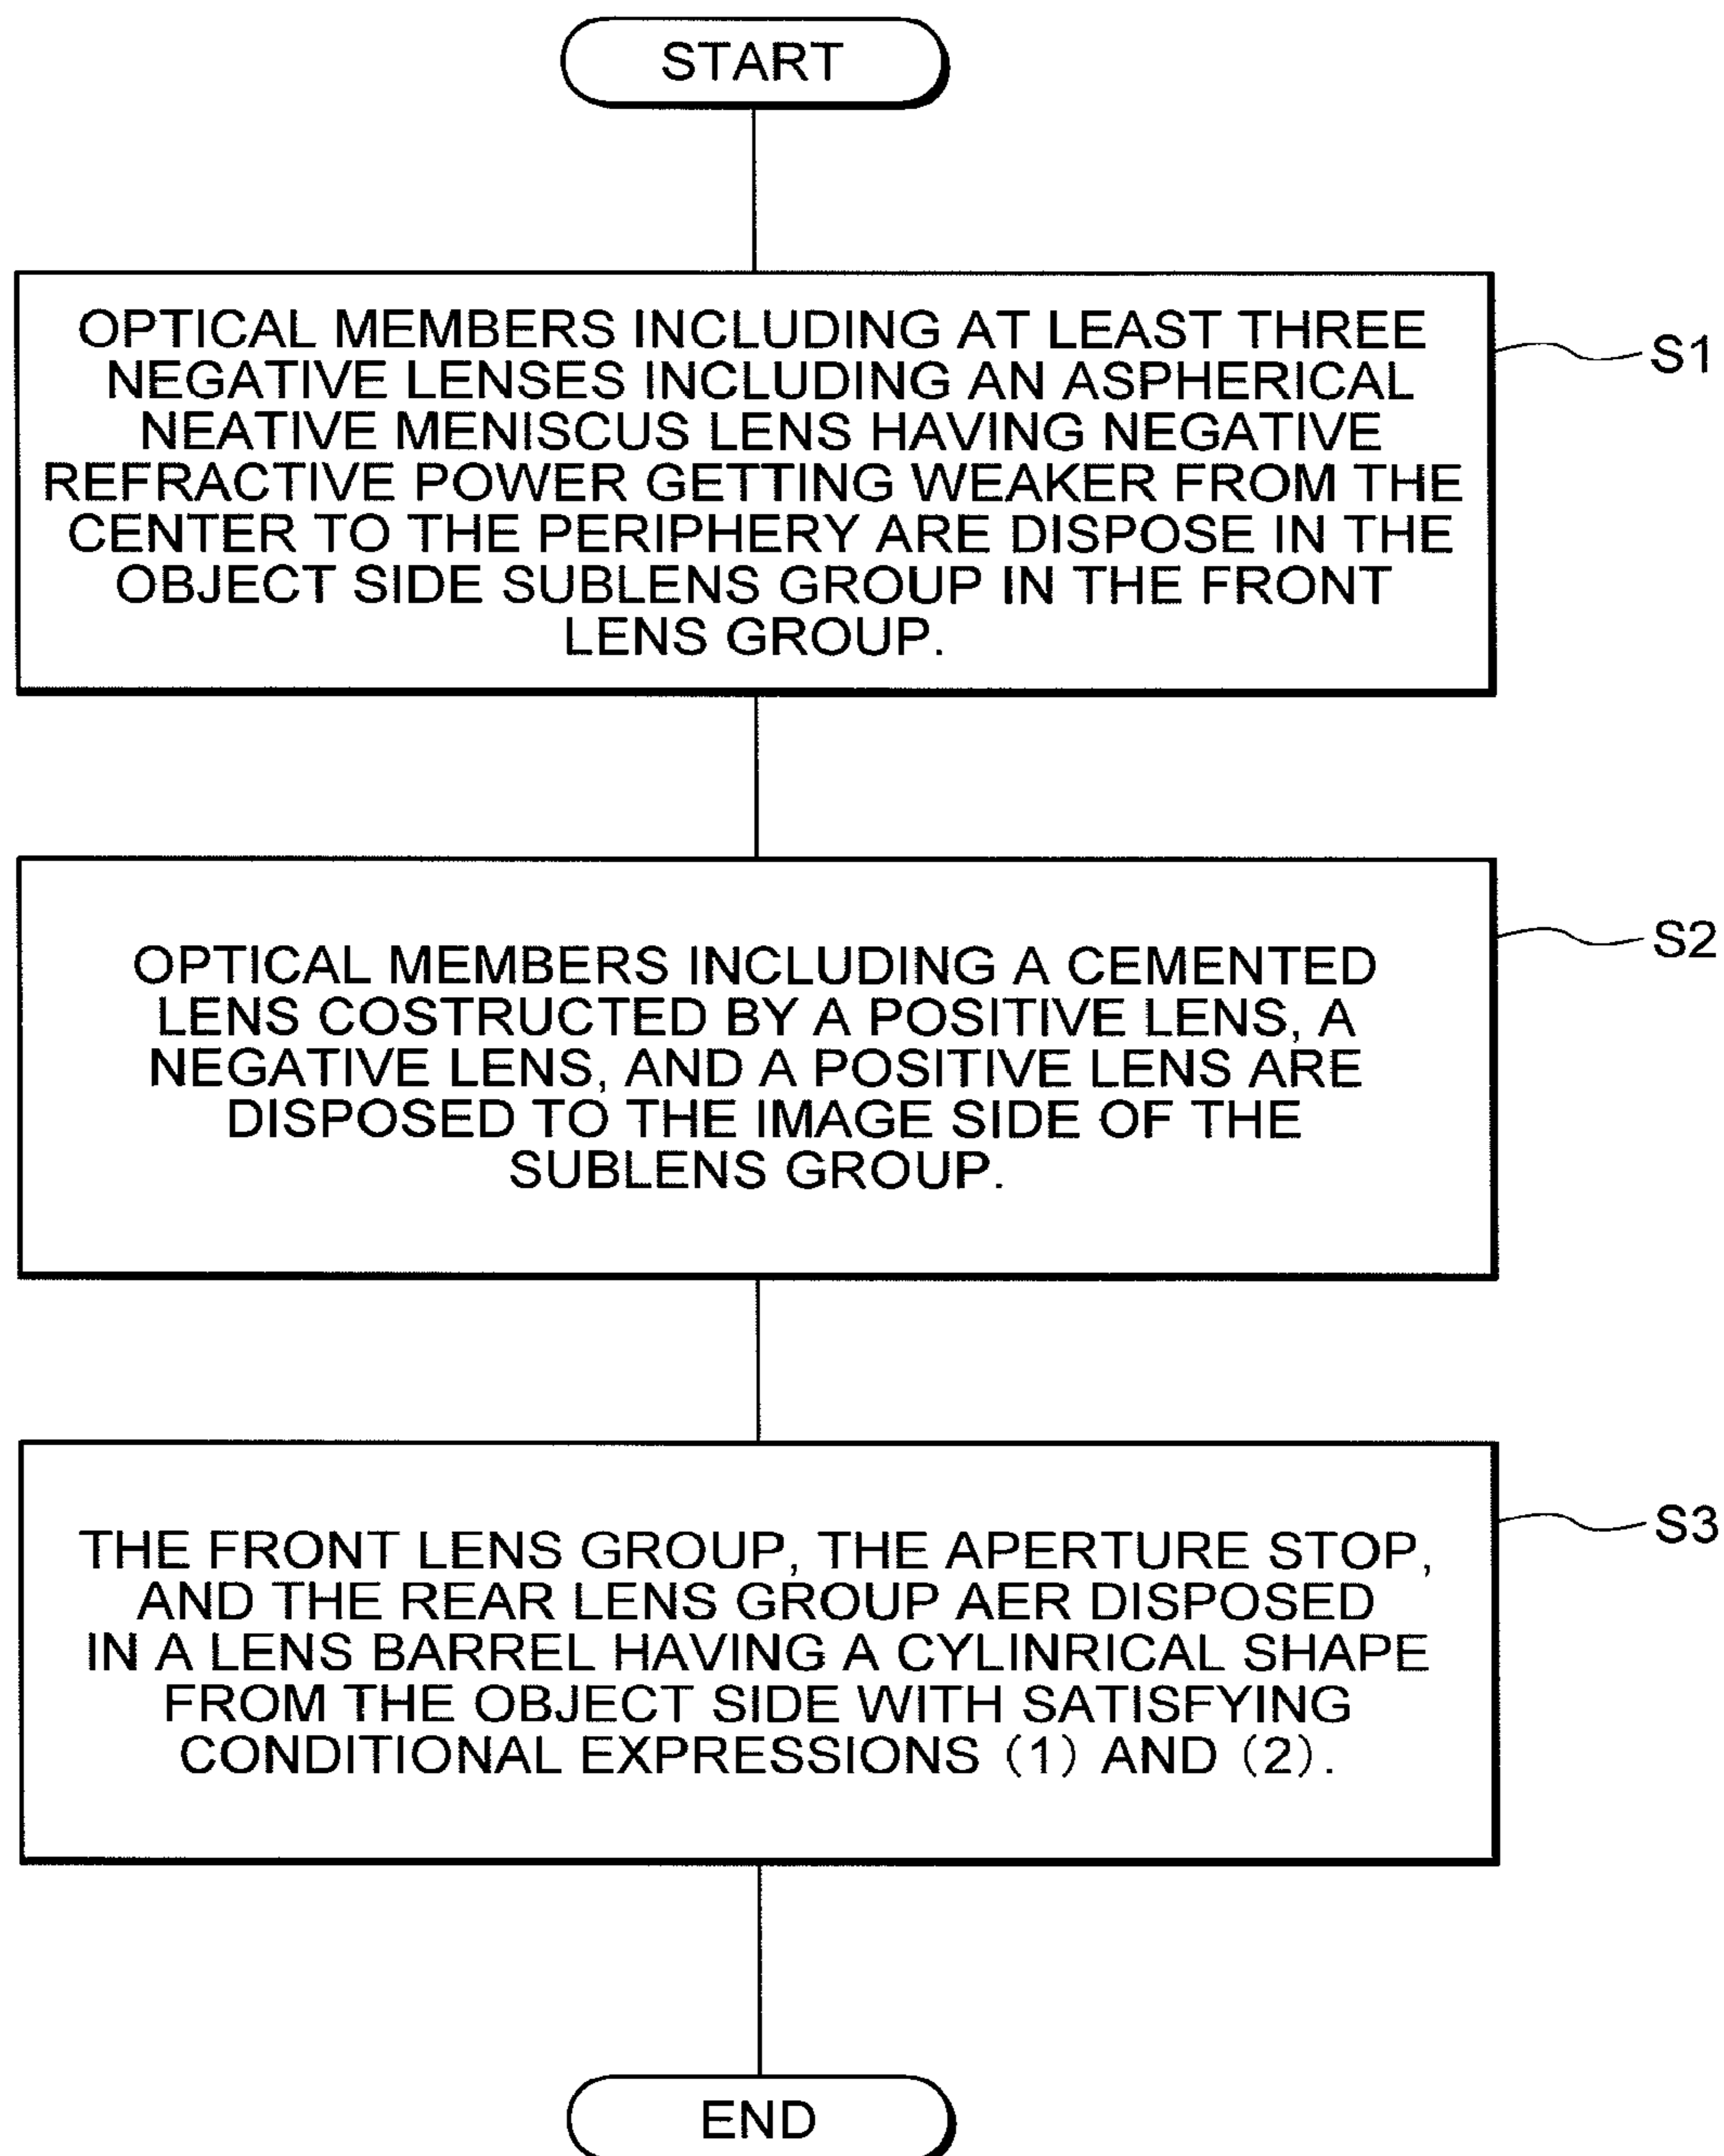 START
OPTICAL MEMBERS INCLUDING AT LEAST THREE
NEGATIVE LENSES INCLUDING AN ASPHERICAL
NEATIVE MENISCUS LENS HAVING NEGATIVE
REFRACTIVE POWER GETTING WEAKER FROM THE
CENTER TO THE PERIPHERY ARE DISPOSE IN THE
OBJECT SIDE SUBLENS GROUP IN THE FRONT
LENS GROUP.
S1
OPTICAL MEMBERS INCLUDING A CEMENTED
LENS COSTRUCTED BY A POSITIVE LENS, A
NEGATIVE LENS, AND A POSITIVE LENS ARE
DISPOSED TO THE IMAGE SIDE OF THE
SUBLENS GROUP.
S2
THE FRONT LENS GROUP, THE APERTURE STOP,
AND THE REAR LENS GROUP AER DISPOSED
IN A LENS BARREL HAVING A CYLINRICAL SHAPE
FROM THE OBJECT SIDE WITH SATISFYING
CONDITIONAL EXPRESSIONS (1) AND (2).
S3
END